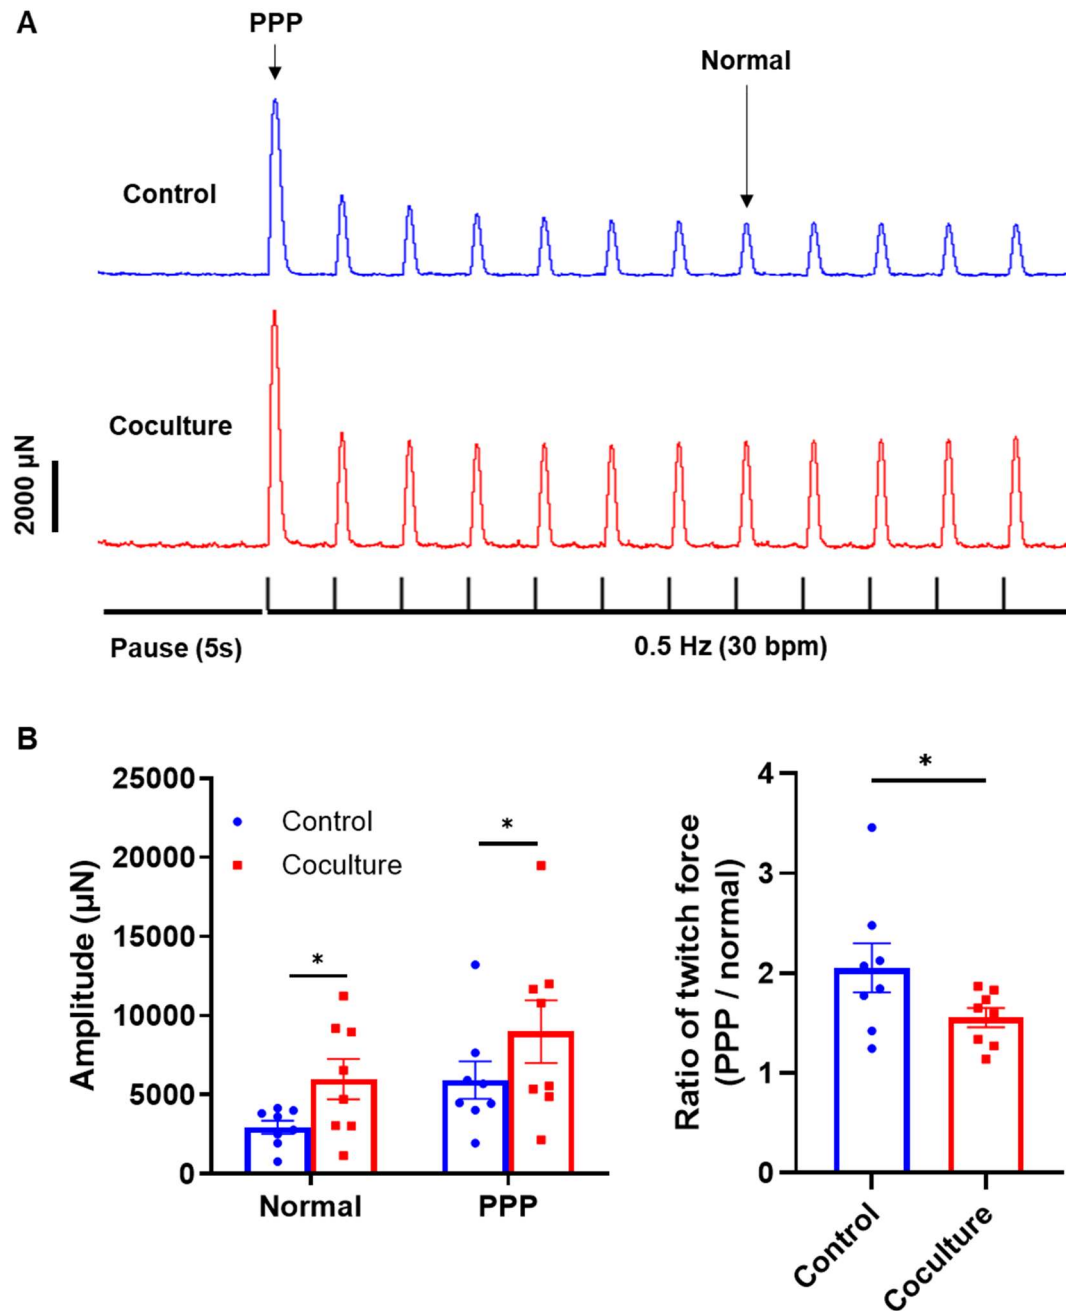 A
PPP
Normal
Control
Coculture
2000 µN
Pause (5s)
0.5 Hz (30 bpm)
B
Amplitude (µN)
25000
20000
15000
10000
5000
0
Control
Coculture
*
*
Normal
PPP
Ratio of twitch force
(PPP / normal)
4
3
2
1
0
*
Control
Coculture